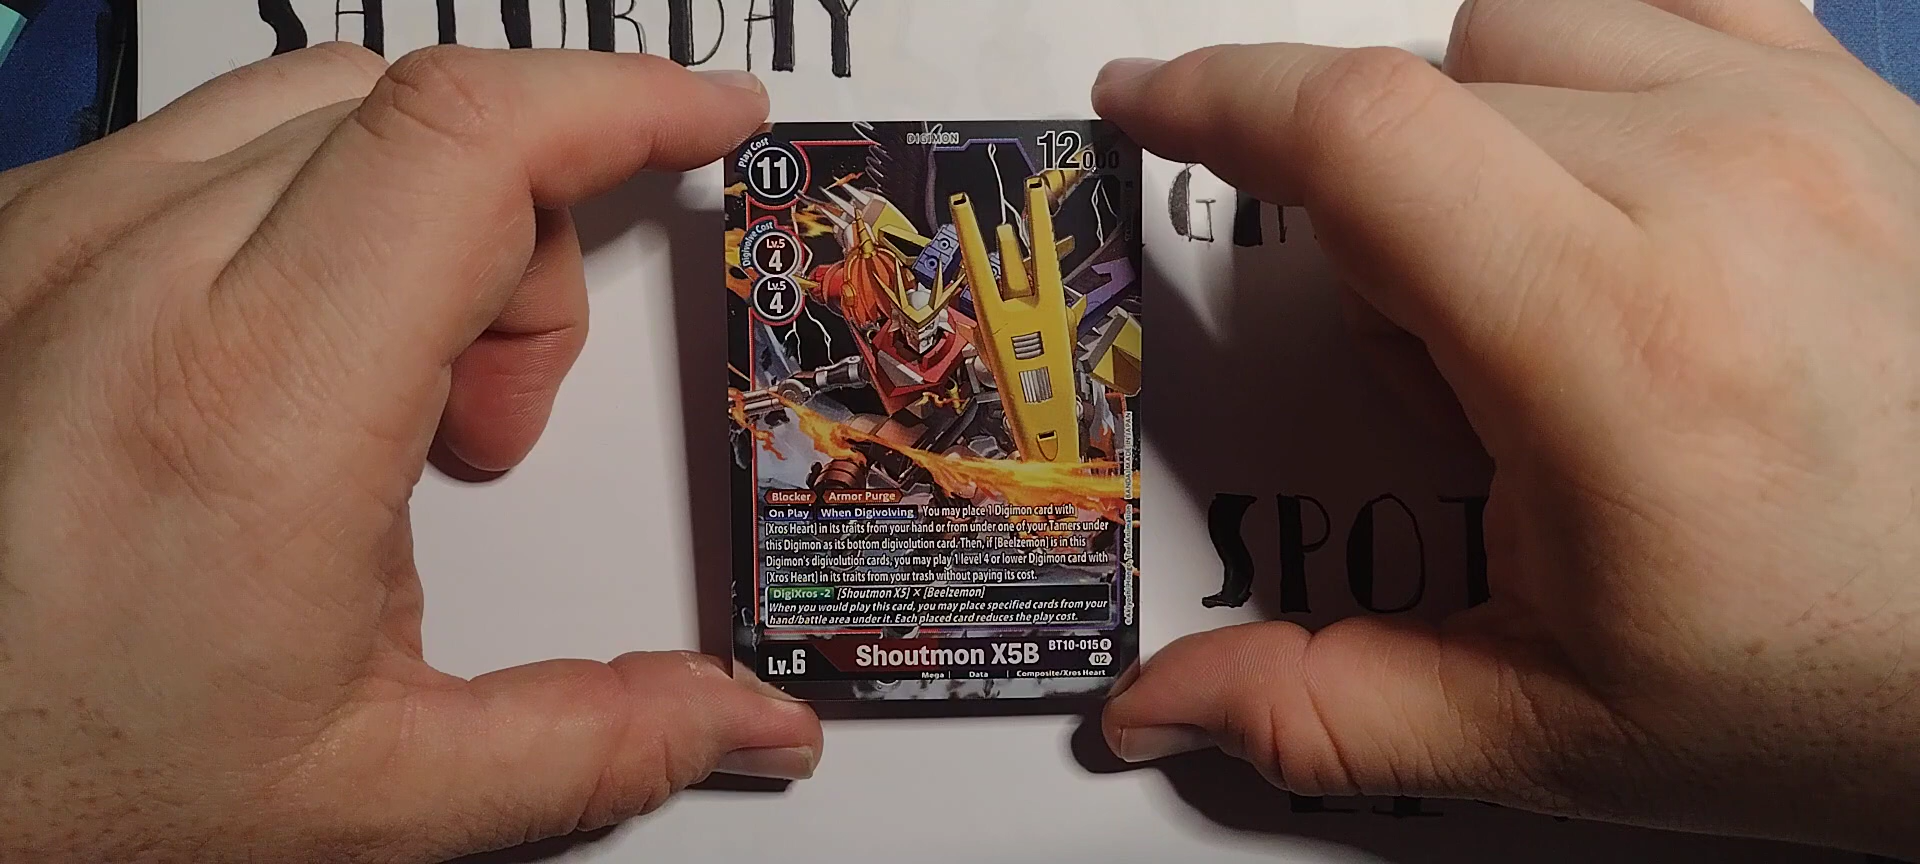 SATURDAY
DIGIMON
Play Cost
11
12000
Digivolve Cost
Lv.5
4
Lv.5
4
Blocker Armor Purge
On Play When Digivolving You may place 1 Digimon card with
[Xros Heart] in its traits from your hand or from under one of your Tamers under
this Digimon as its bottom digivolution card. Then, if [Beelzemon] is in this
Digimon's digivolution cards, you may play 1 level 4 or lower Digimon card with
[Xros Heart] in its traits from your trash without paying its cost.
DigiXros -2 [Shoutmon X5] × [Beelzemon]
When you would play this card, you may place specified cards from your
hand/battle area under it. Each placed card reduces the play cost.
Lv.6 Shoutmon X5B BT10-015 R
02
Mega | Data | Composite/Xros Heart
SPOT